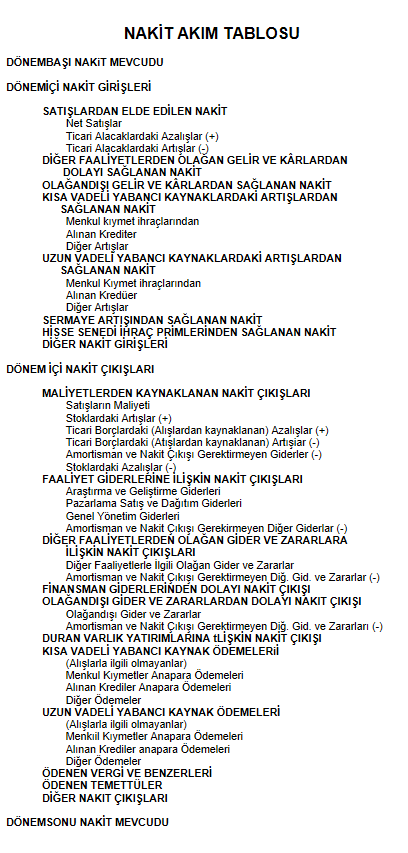 NAKİT AKIM TABLOSU
DÖNEMBAŞI NAKiT MEVCUDU
DÖNEMİÇİ NAKİT GİRİŞLERİ
SATIŞLARDAN ELDE EDİLEN NAKİT
Net Satışlar
Ticari Alacaklardaki Azalışlar (+)
Ticari Alacaklardaki Artışlar (-)
DİĞER FAALİYETLERDEN OLAĞAN GELİR VE KÂRLARDAN
DOLAYI SAĞLANAN NAKİT
OLAĞANDIŞI GELİR VE KÂRLARDAN SAĞLANAN NAKİT
KISA VADELİ YABANCI KAYNAKLARDAKİ ARTIŞLARDAN
SAĞLANAN NAKİT
Menkul kıymet ihraçlarından
Alınan Krediter
Diğer Artışlar
UZUN VADELİ YABANCI KAYNAKLARDAKİ ARTIŞLARDAN
SAĞLANAN NAKİT
Menkul Kıymet ihraçlarından
Alınan Kredüer
Diğer Artışlar
SERMAYE ARTIŞINDAN SAĞLANAN NAKİT
HİSSE SENEDİ İHRAÇ PRİMLERİNDEN SAĞLANAN NAKİT
DİĞER NAKİT GİRİŞLERİ
DÖNEM İÇİ NAKİT ÇIKIŞLARI
MALİYETLERDEN KAYNAKLANAN NAKİT ÇIKIŞLARI
Satışların Maliyeti
Stoklardaki Artışlar (+)
Ticari Borçlardaki (Alışlardan kaynaklanan) Azalışlar (+)
Ticari Borçlardaki (Atışlardan kaynaklanan) Artışlar (-)
Amortisman ve Nakit Çıkışı Gerektirmeyen Giderler (-)
Stoklardaki Azalışlar (-)
FAALİYET GİDERLERİNE İLİŞKİN NAKİT ÇIKIŞLARI
Araştırma ve Geliştirme Giderleri
Pazarlama Satış ve Dağıtım Giderleri
Genel Yönetim Giderleri
Amortisman ve Nakit Çıkışı Gerekirmeyen Diğer Giderlar (-)
DİĞER FAALİYETLERDEN OLAĞAN GİDER VE ZARARLARA
İLİŞKİN NAKİT ÇIKIŞLARI
Diğer Faaliyetlerle İlgili Olağan Gider ve Zararlar
Amortisman ve Nakit Çıkışı Gerektirmeyen Diğ. Gid. ve Zararlar (-)
FİNANSMAN GİDERLERİNDEN DOLAYI NAKİT ÇIKIŞI
OLAĞANDIŞI GİDER VE ZARARLARDAN DOLAYI NAKIT ÇIKIŞI
Olağandışı Gider ve Zararlar
Amortisman ve Nakit Çıkışı Gerektirmeyen Diğ. Gid. ve Zararları (-)
DURAN VARLIK YATIRIMLARINA tLİŞKİN NAKİT ÇIKIŞI
KISA VADELİ YABANCI KAYNAK ÖDEMELERİi
(Alışlarla ilgili olmayanlar)
Menkul Kıymetler Anapara Ödemeleri
Alınan Krediler Anapara Ödemeleri
Diğer Ödemeler
UZUN VADELİ YABANCI KAYNAK ÖDEMELERİ
(Alışlarla ilgili olmayanlar)
Menkıil Kıymetler Anapara Ödemeleri
Alınan Krediler anapara Ödemeleri
Diğer Ödemeler
ÖDENEN VERGİ VE BENZERLERİ
ÖDENEN TEMETTÜLER
DİĞER NAKIT ÇIKIŞLARI
DÖNEMSONU NAKİT MEVCUDU